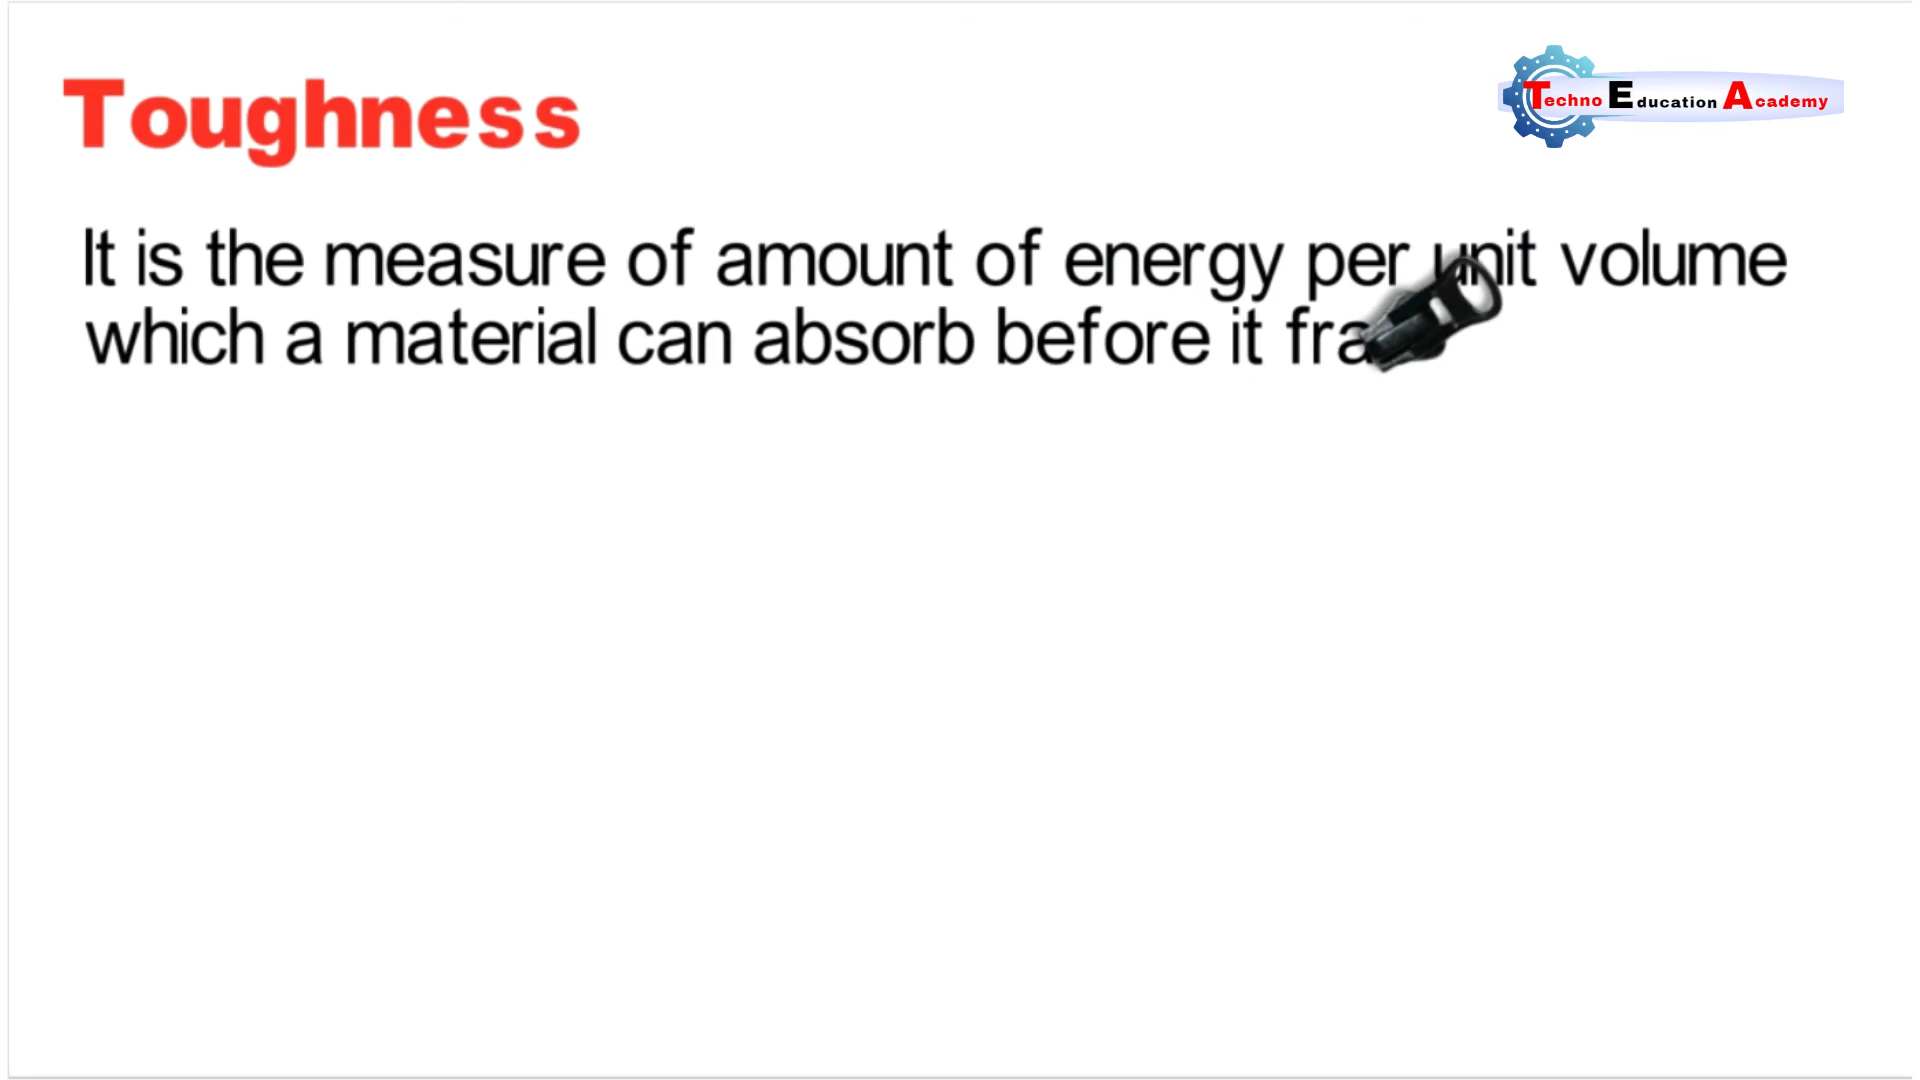 Toughness
Techno Education Academy
It is the measure of amount of energy per unit volume
which a material can absorb before it fra